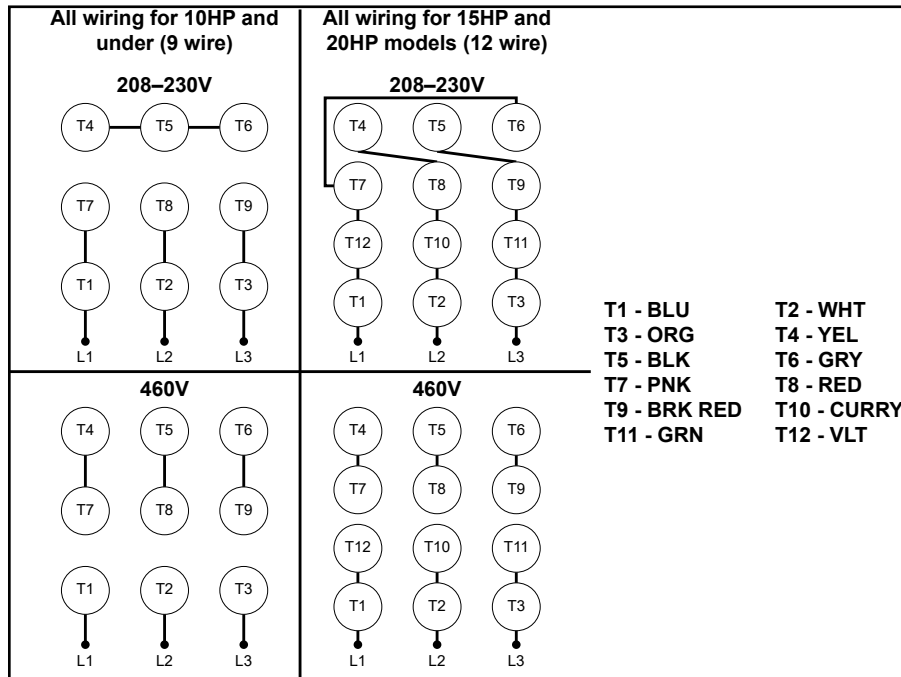 All wiring for 10HP and
under (9 wire)
208–230V
T4 T5 T6
T7 T8 T9
T1 T2 T3
L1 L2 L3
All wiring for 15HP and
20HP models (12 wire)
208–230V
T4 T5 T6
T7 T8 T9
T12 T10 T11
T1 T2 T3
L1 L2 L3
460V
T4 T5 T6
T7 T8 T9
T1 T2 T3
L1 L2 L3
460V
T4 T5 T6
T7 T8 T9
T12 T10 T11
T1 T2 T3
L1 L2 L3
T1 - BLU T2 - WHT
T3 - ORG T4 - YEL
T5 - BLK T6 - GRY
T7 - PNK T8 - RED
T9 - BRK RED T10 - CURRY
T11 - GRN T12 - VLT